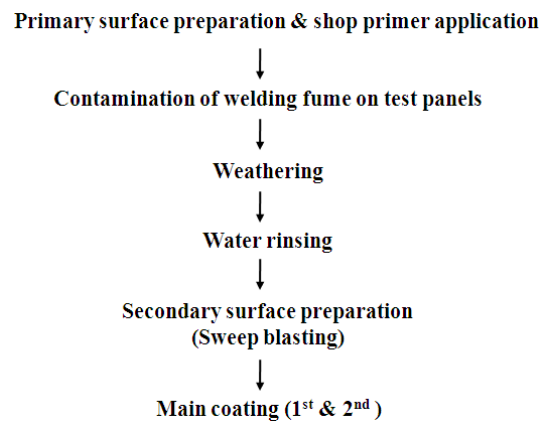 Primary surface preparation & shop primer application
Contamination of welding fume on test panels
Weathering
Water rinsing
Secondary surface preparation
(Sweep blasting)
Main coating (1st & 2nd )